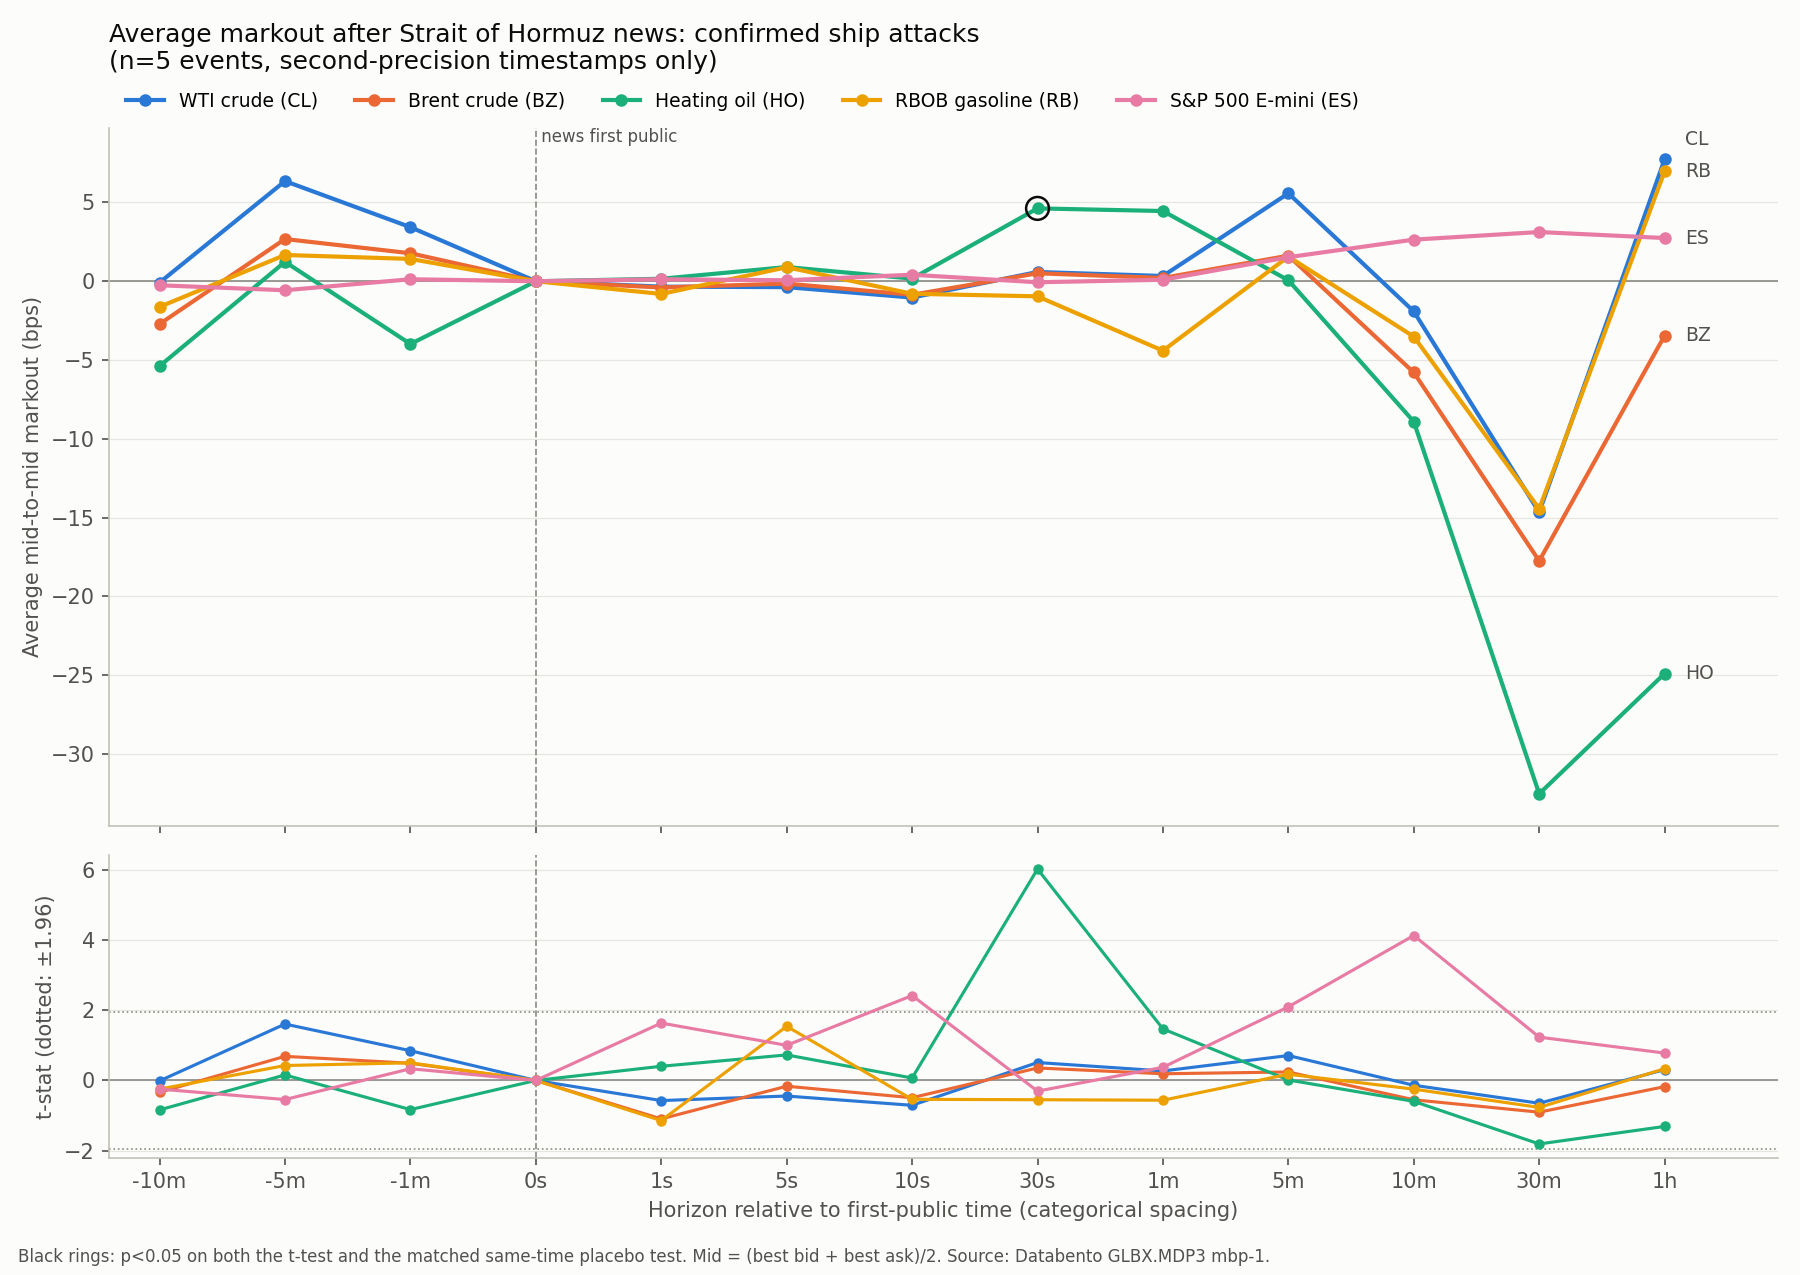 Average markout after Strait of Hormuz news: confirmed ship attacks
(n=5 events, second-precision timestamps only)
WTI crude (CL)
Brent crude (BZ)
Heating oil (HO)
RBOB gasoline (RB)
S&P 500 E-mini (ES)
news first public
Average mid-to-mid markout (bps)
5
0
−5
−10
−15
−20
−25
−30
CL
RB
ES
BZ
HO
t-stat (dotted: ±1.96)
6
4
2
0
−2
-10m
-5m
-1m
0s
1s
5s
10s
30s
1m
5m
10m
30m
1h
Horizon relative to first-public time (categorical spacing)
Black rings: p<0.05 on both the t-test and the matched same-time placebo test. Mid = (best bid + best ask)/2. Source: Databento GLBX.MDP3 mbp-1.